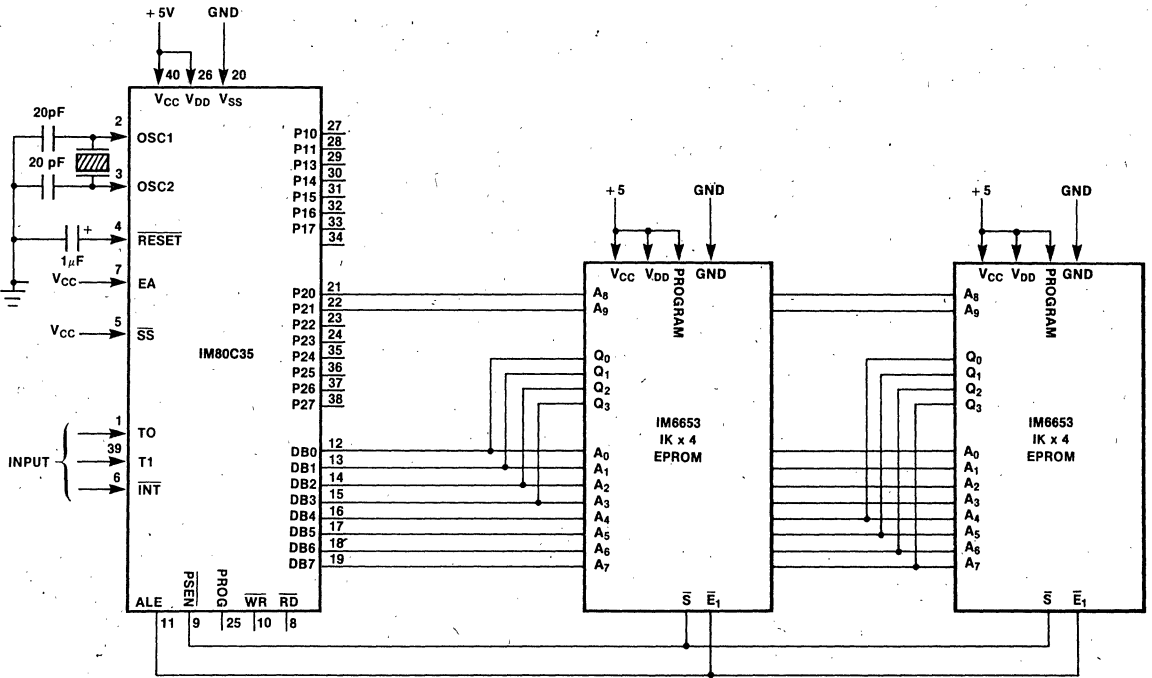 +5V GND
40 26 20
VCC VDD VSS
20pF
2
OSC1
20 pF
3
OSC2
4
RESET
1µF
+
VCC
7
EA
VCC
5
SS
IM80C35
INPUT
1
TO
39
T1
6
INT
P10 27
P11 28
P13 29
P14 30
P15 31
P16 32
P17 33
34
P20 21
P21 22
P22 23
P23 24
P24 35
P25 36
P26 37
P27 38
DB0 12
DB1 13
DB2 14
DB3 15
DB4 16
DB5 17
DB6 18
DB7 19
ALE PSEN PROG WR RD
11 9 25 10 8
+5 GND
VCC VDD PROGRAM GND
A8
A9
Q0
Q1
Q2
Q3
IM6653
IK x 4
EPROM
A0
A1
A2
A3
A4
A5
A6
A7
S E1
+5 GND
VCC VDD PROGRAM GND
A8
A9
Q0
Q1
Q2
Q3
IM6653
IK x 4
EPROM
A0
A1
A2
A3
A4
A5
A6
A7
S E1